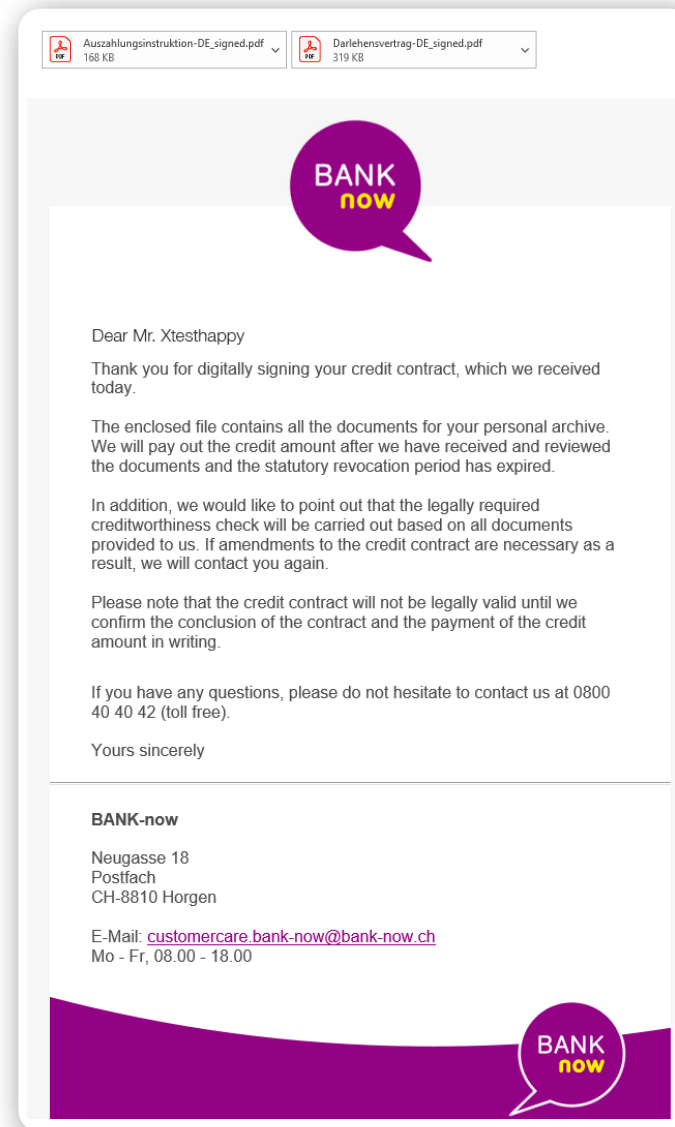 Auszahlungsinstruktion-DE_signed.pdf
168 KB
Darlehensvertrag-DE_signed.pdf
319 KB
PDF
PDF
BANK
now
Dear Mr. Xtesthappy
Thank you for digitally signing your credit contract, which we received
today.
The enclosed file contains all the documents for your personal archive.
We will pay out the credit amount after we have received and reviewed
the documents and the statutory revocation period has expired.
In addition, we would like to point out that the legally required
creditworthiness check will be carried out based on all documents
provided to us. If amendments to the credit contract are necessary as a
result, we will contact you again.
Please note that the credit contract will not be legally valid until we
confirm the conclusion of the contract and the payment of the credit
amount in writing.
If you have any questions, please do not hesitate to contact us at 0800
40 40 42 (toll free).
Yours sincerely
BANK-now
Neugasse 18
Postfach
CH-8810 Horgen
E-Mail: customercare.bank-now@bank-now.ch
Mo - Fr, 08.00 - 18.00
BANK
now